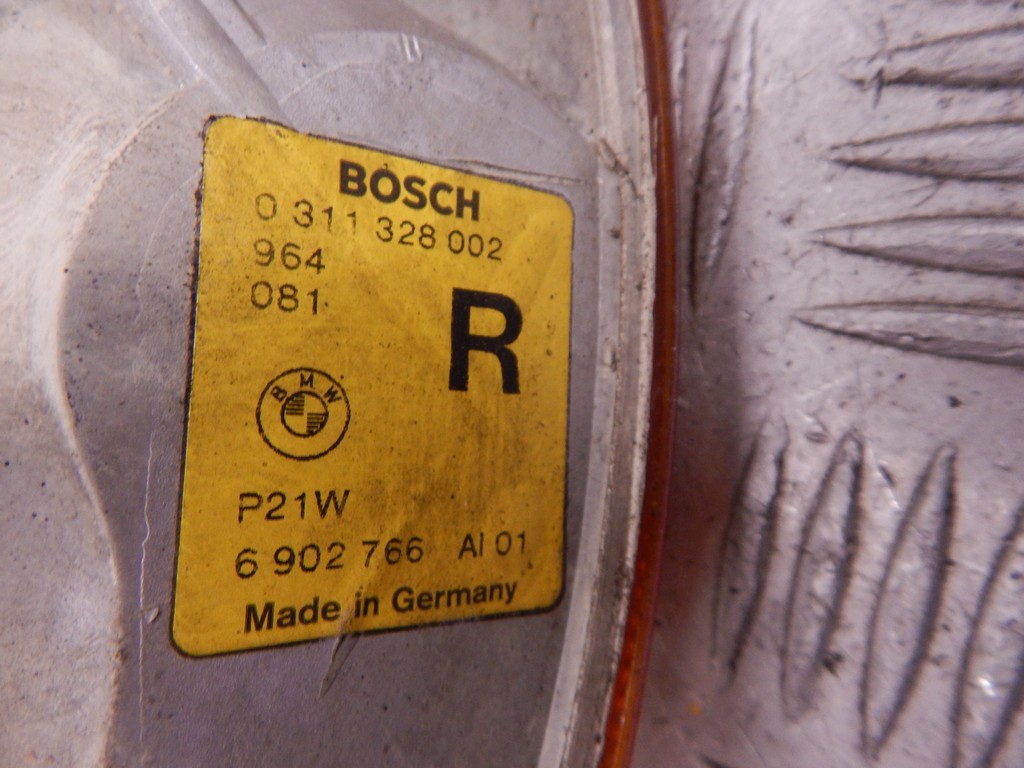 BOSCH
0 311 328 002
964
081
R
BMW
P21W
6 902 766 AI 01
Made in Germany